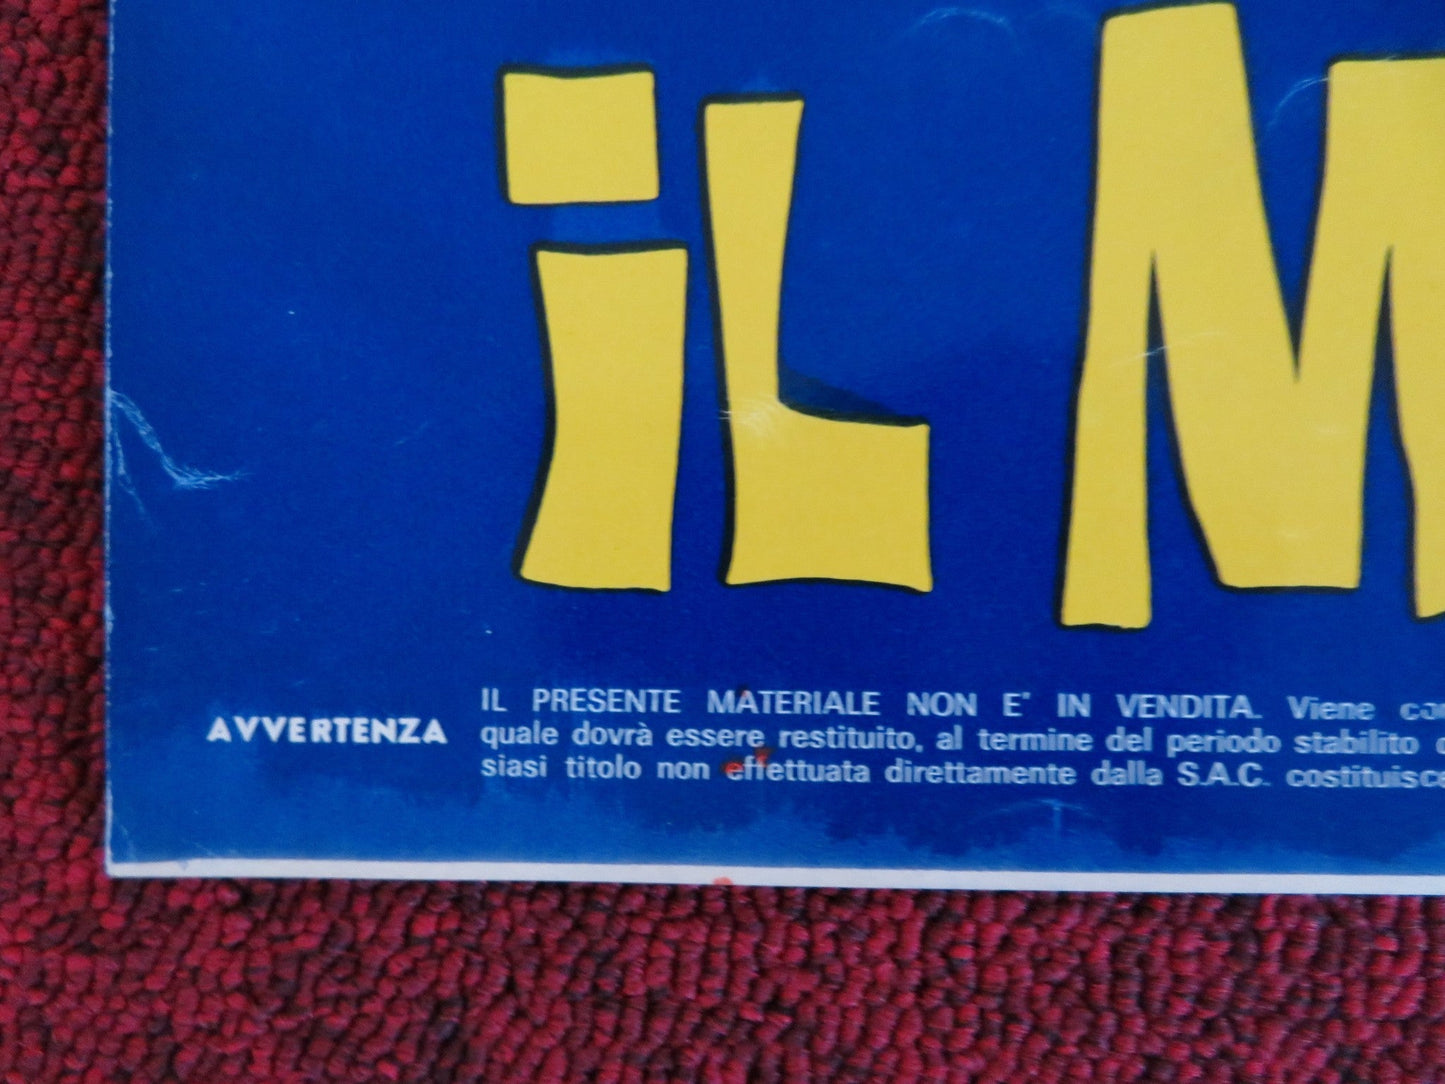 iL M
AVVERTENZA
IL PRESENTE MATERIALE NON E' IN VENDITA. Viene
quale dovrà essere restituito, al termine del periodo stabilito
siasi titolo non effettuata direttamente dalla S.A.C. costituisce